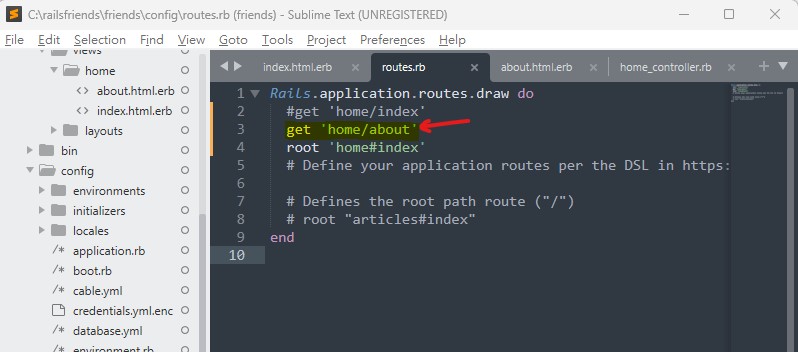 C:\railsfriends\friends\config\routes.rb (friends) - Sublime Text (UNREGISTERED)
File Edit Selection Find View Goto Tools Project Preferences Help
index.html.erb routes.rb about.html.erb home_controller.rb
views
home
about.html.erb
index.html.erb
layouts
bin
config
environments
initializers
locales
/* application.rb
/* boot.rb
/* cable.yml
credentials.yml.enc
/* database.yml
/* environment.rb
1 Rails.application.routes.draw do
2 #get 'home/index'
3 get 'home/about'
4 root 'home#index'
5 # Define your application routes per the DSL in https:
6
7 # Defines the root path route ("/")
8 # root "articles#index"
9 end
10